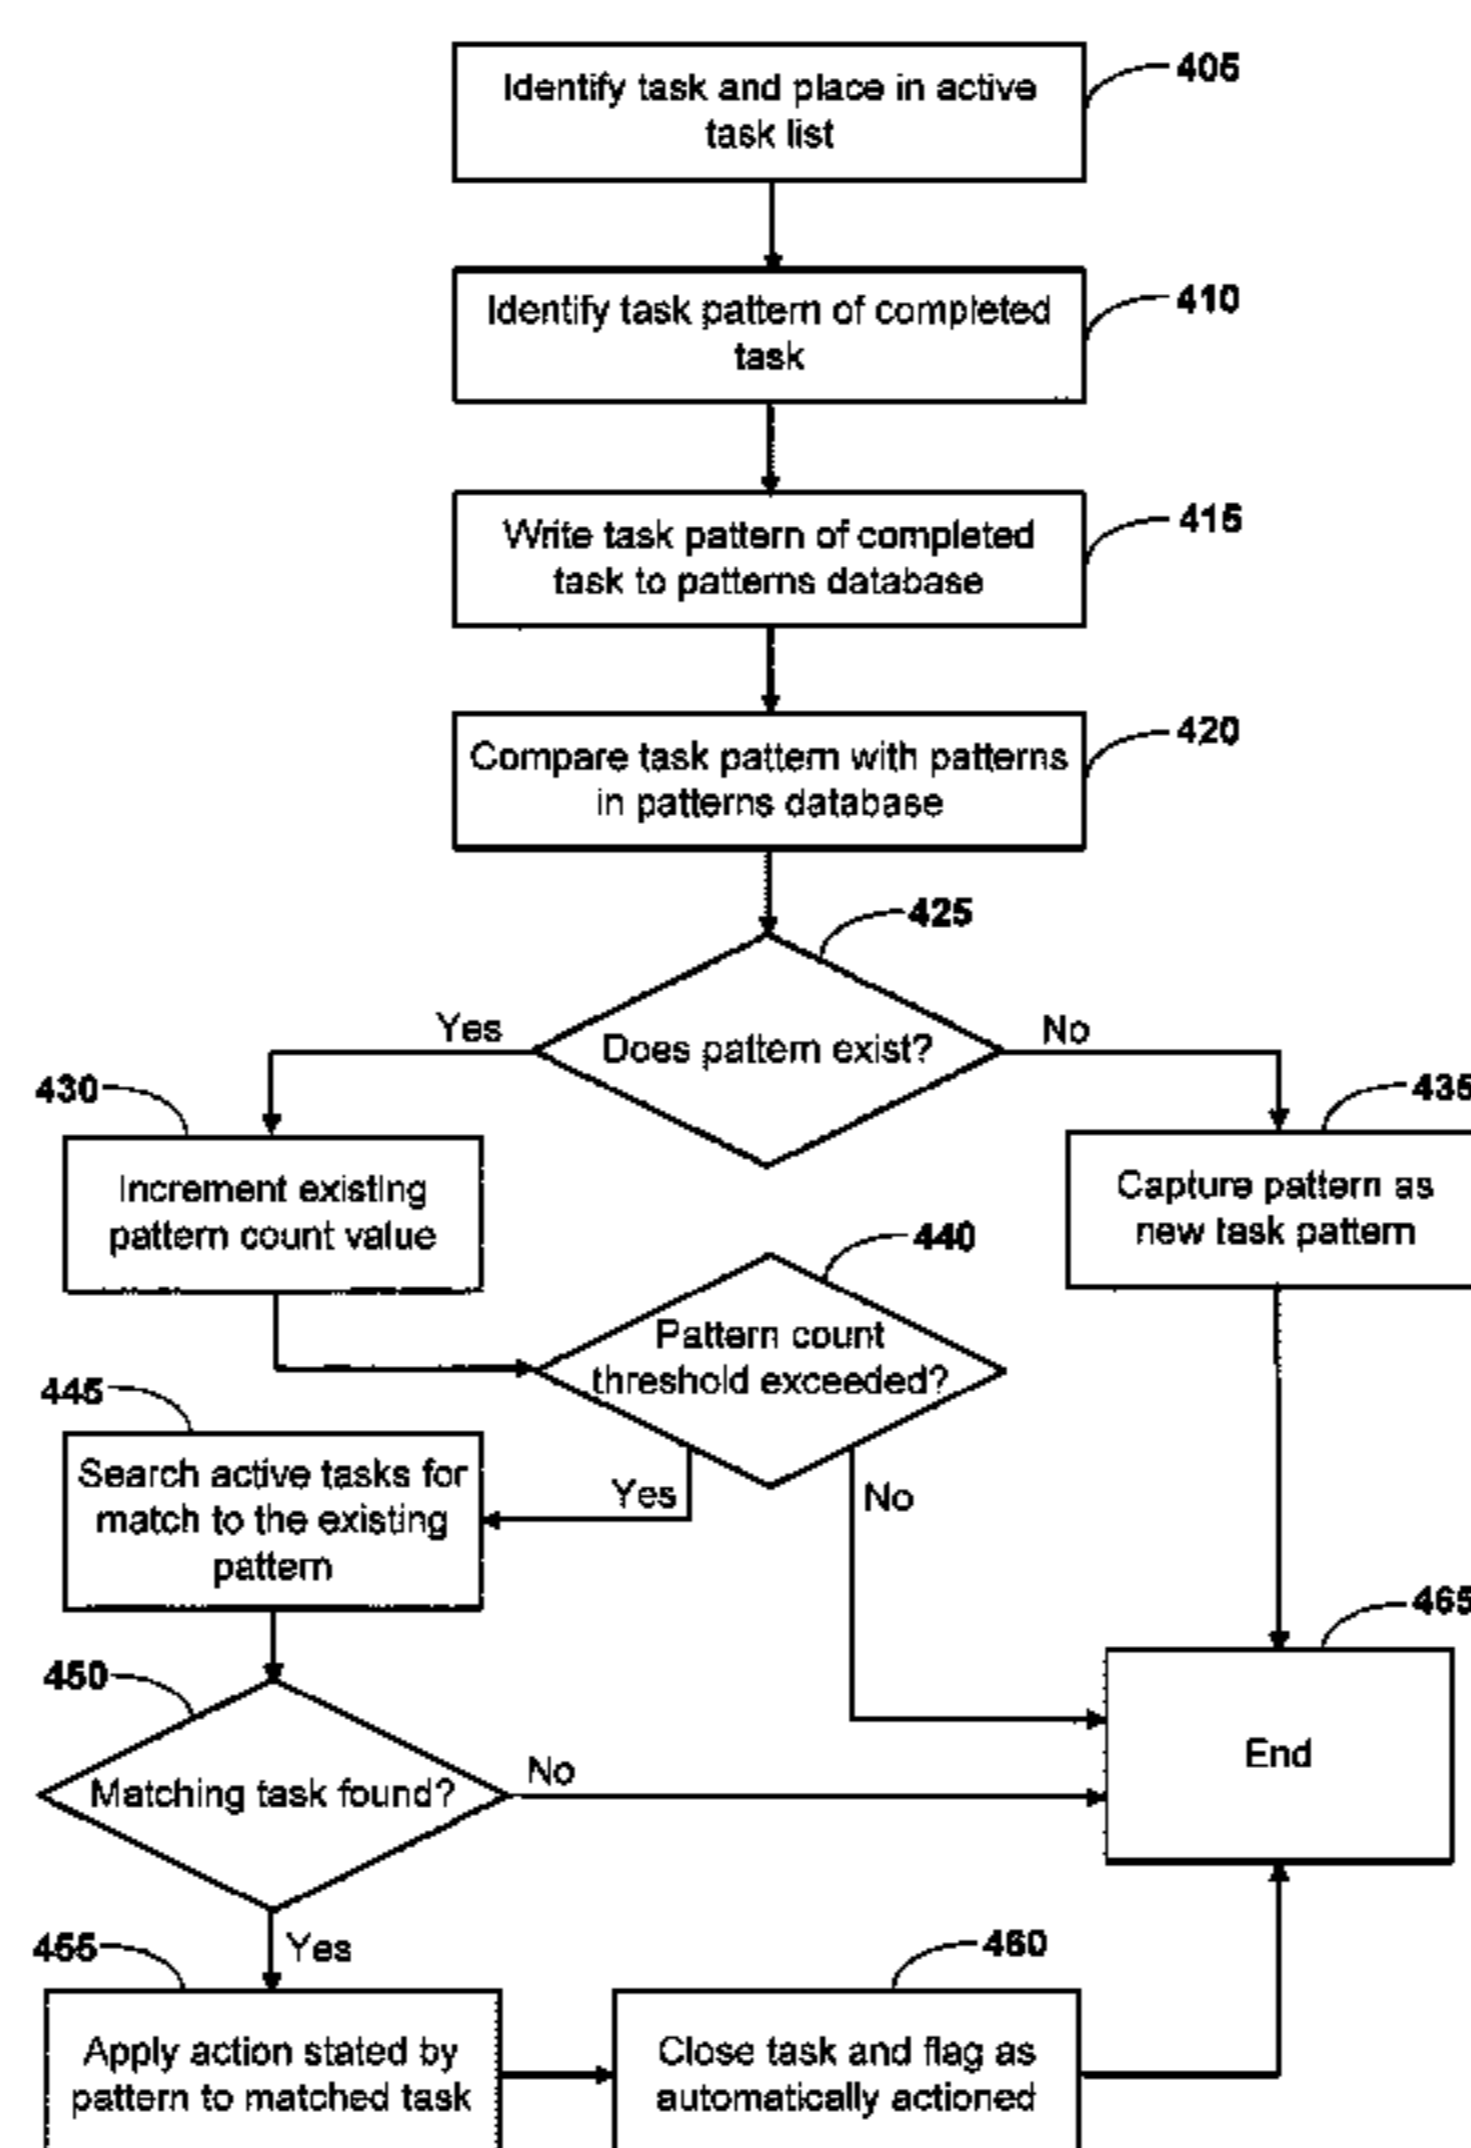 Identify task and place in active
task list
405
Identify task pattern of completed
task
410
Write task pattern of completed
task to patterns database
415
Compare task pattern with patterns
in patterns database
420
425
Does pattern exist?
Yes
No
430
Increment existing
pattern count value
435
Capture pattern as
new task pattern
440
Pattern count
threshold exceeded?
Yes
No
445
Search active tasks for
match to the existing
pattern
450
Matching task found?
No
Yes
465
End
455
Apply action stated by
pattern to matched task
460
Close task and flag as
automatically actioned